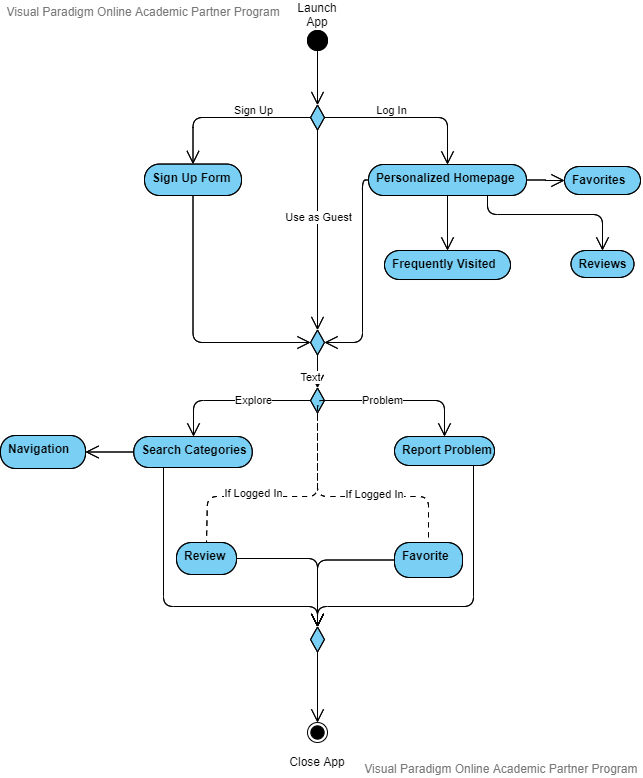 Visual Paradigm Online Academic Partner Program
Launch
App
Sign Up
Log In
Sign Up Form
Personalized Homepage
Favorites
Use as Guest
Frequently Visited
Reviews
Text
Explore
Problem
Navigation
Search Categories
Report Problem
If Logged In
If Logged In
Review
Favorite
Close App
Visual Paradigm Online Academic Partner Program